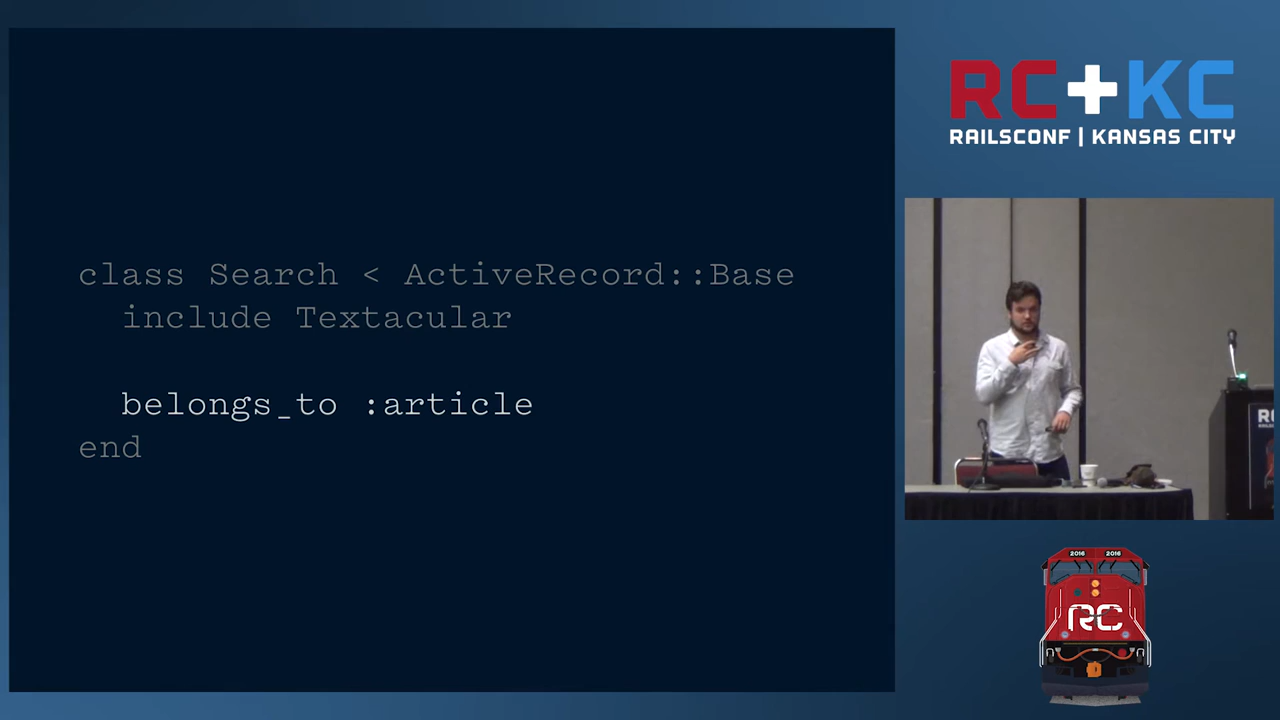 class Search < ActiveRecord::Base
  include Textacular

  belongs_to :article
end
RC+KC
RAILSCONF | KANSAS CITY
2016 2016
RC